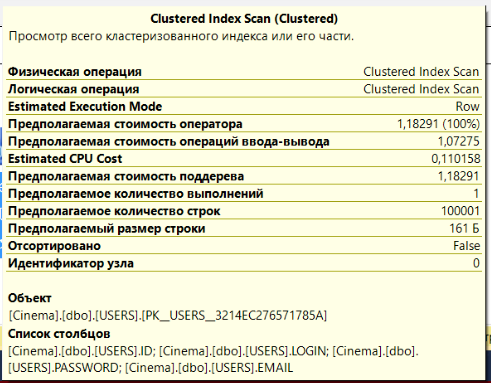 Clustered Index Scan (Clustered)
Просмотр всего кластеризованного индекса или его части.
Физическая операция Clustered Index Scan
Логическая операция Clustered Index Scan
Estimated Execution Mode Row
Предполагаемая стоимость оператора 1,18291 (100%)
Предполагаемая стоимость операций ввода-вывода 1,07275
Estimated CPU Cost 0,110158
Предполагаемая стоимость поддерева 1,18291
Предполагаемое количество выполнений 1
Предполагаемое количество строк 100001
Предполагаемый размер строки 161 Б
Отсортировано False
Идентификатор узла 0
Объект
[Cinema].[dbo].[USERS].[PK__USERS__3214EC276571785A]
Список столбцов
[Cinema].[dbo].[USERS].ID; [Cinema].[dbo].[USERS].LOGIN; [Cinema].[dbo].
[USERS].PASSWORD; [Cinema].[dbo].[USERS].EMAIL